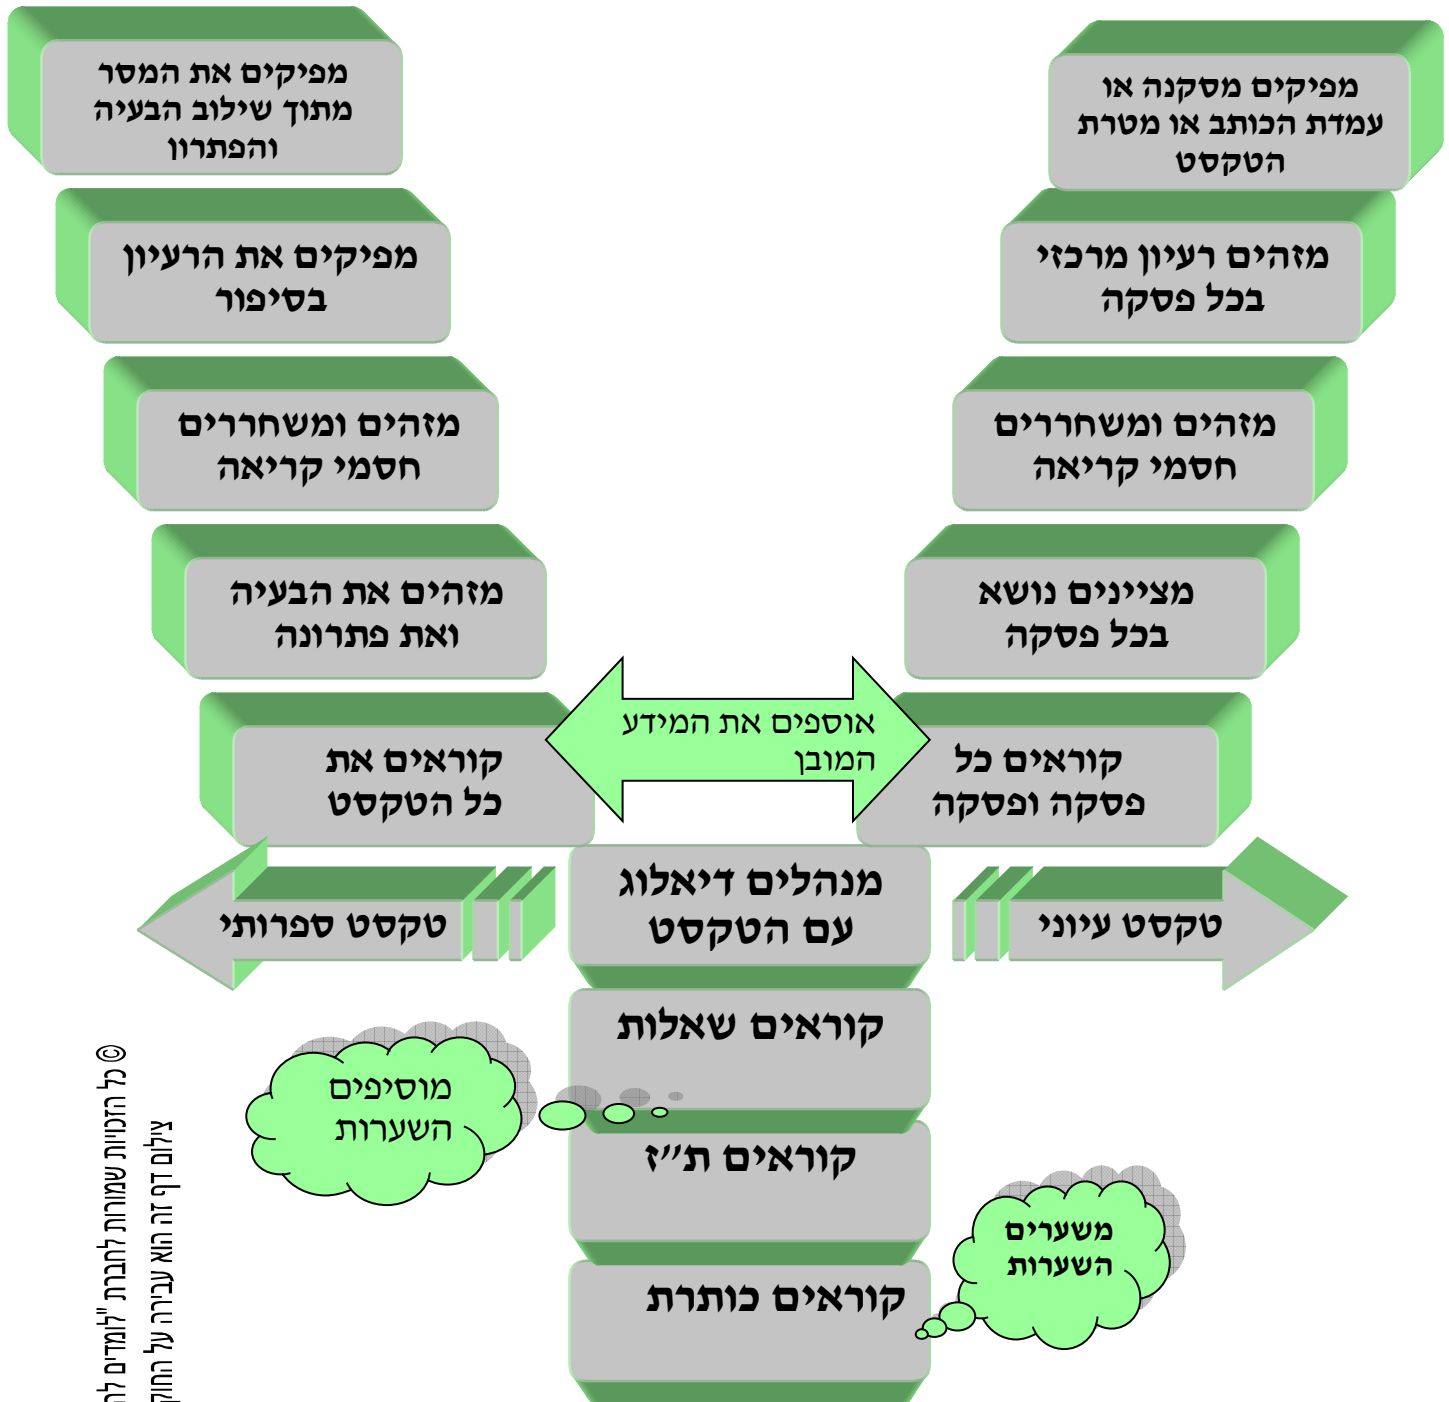 מפיקים מסקנה או
עמדת הכותב או מטרת
הטקסט
מפיקים את המסר
מתוך שילוב הבעיה
והפתרון
מזהים רעיון מרכזי
בכל פסקה
מפיקים את הרעיון
בסיפור
מזהים ומשחררים
חסמי קריאה
מזהים ומשחררים
חסמי קריאה
מציינים נושא
בכל פסקה
מזהים את הבעיה
ואת פתרונה
קוראים כל
פסקה ופסקה
אוספים את המידע
המובן
קוראים את
כל הטקסט
טקסט עיוני
מנהלים דיאלוג
עם הטקסט
טקסט ספרותי
קוראים שאלות
מוסיפים
השערות
קוראים ת״ז
משערים
השערות
קוראים כותרת
© כל הזכויות שמורות לחברת "לומדים לה
צילום דף זה הוא עבירה על החוק